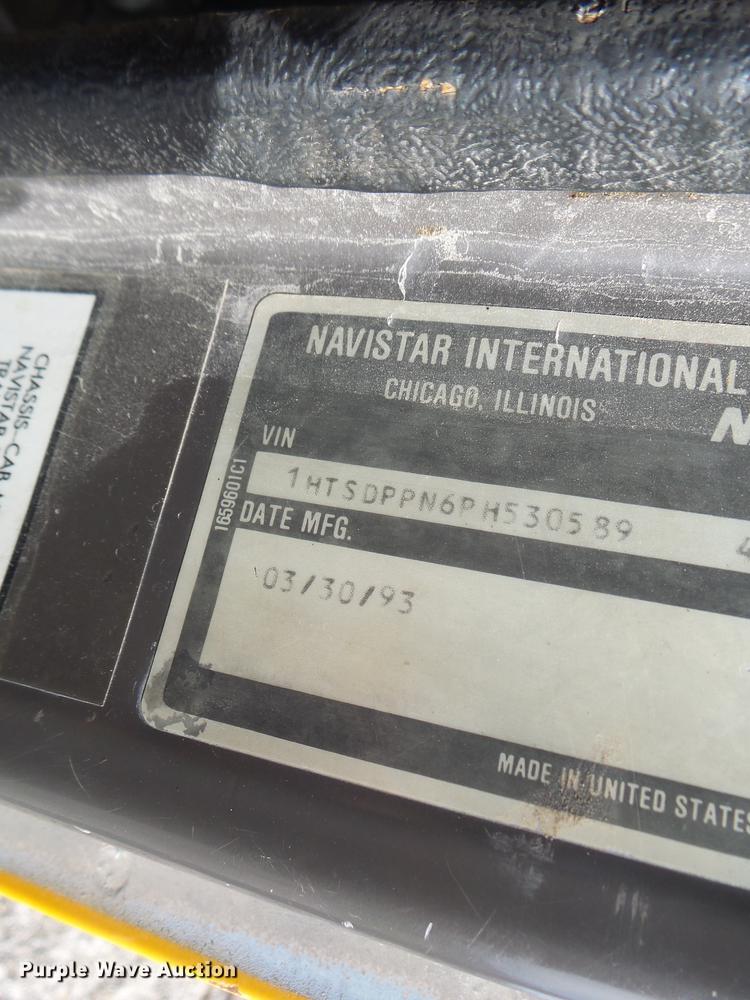 CHASSIS-CAB
NAVISTAR
NAVISTAR INTERNATIONAL
CHICAGO, ILLINOIS
VIN
1HTSDPPN6PH530589
1659601C1
DATE MFG.
03/30/93
MADE IN UNITED STATES
Purple Wave Auction